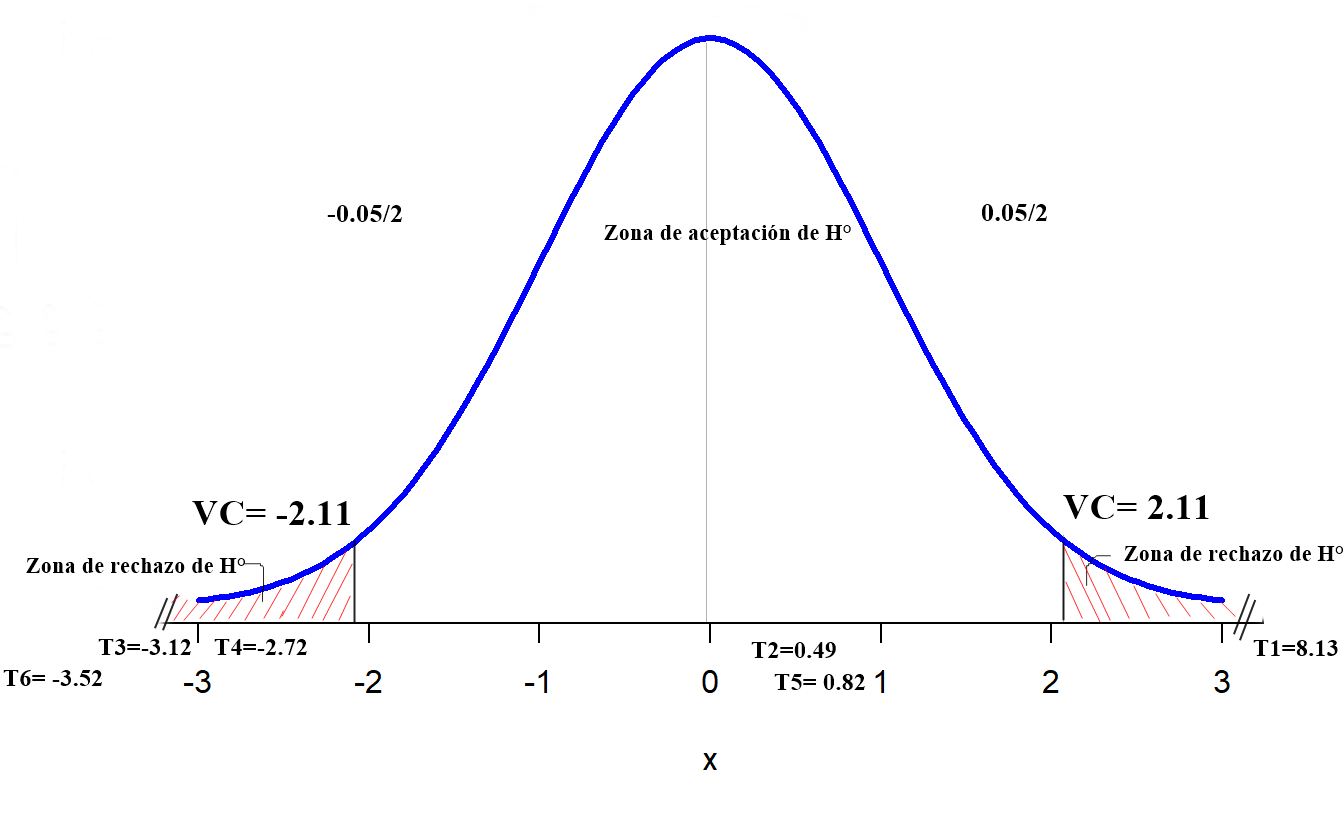 -0.05/2
0.05/2
Zona de aceptación de H°
VC= -2.11
VC= 2.11
Zona de rechazo de H°
Zona de rechazo de H°
T3=-3.12
T4=-2.72
T2=0.49
T1=8.13
T6= -3.52
-3
-2
-1
0
T5= 0.82
1
2
3
x